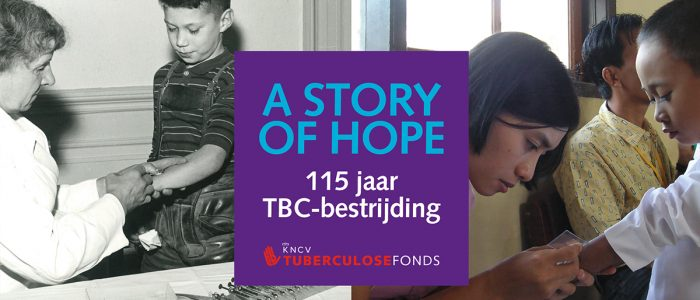 A STORY
OF HOPE
115 jaar
TBC-bestrijding
KNCV
TUBERCULOSEFONDS